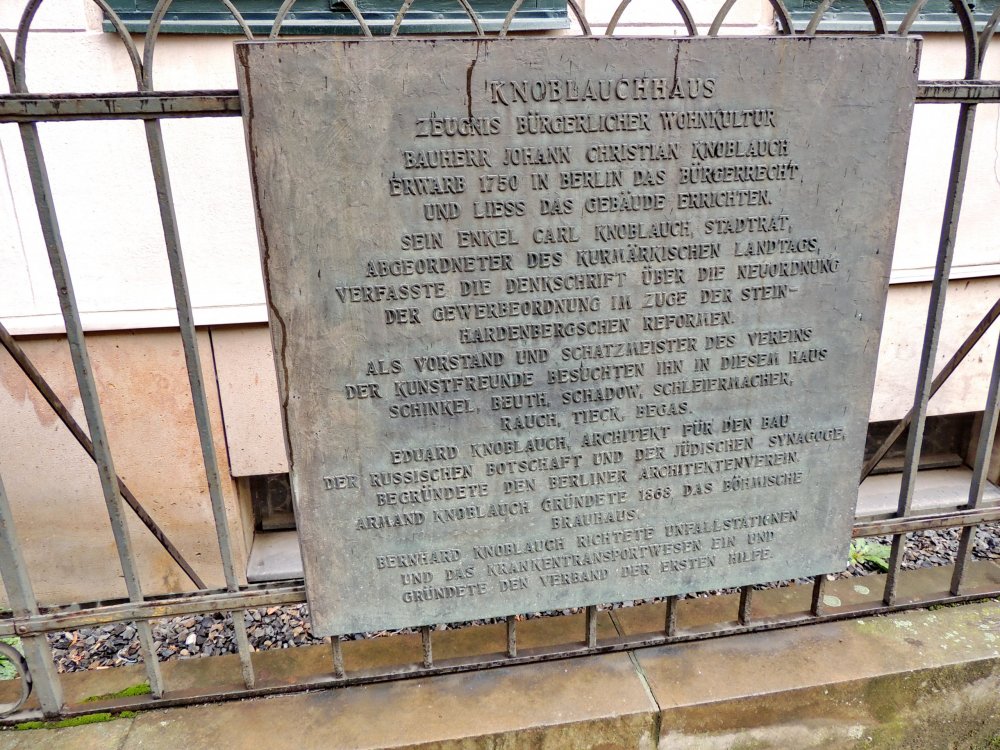 KNOBLAUCHHAUS
ZEUGNIS BÜRGERLICHER WOHNKULTUR
BAUHERR JOHANN CHRISTIAN KNOBLAUCH
ERWARB 1750 IN BERLIN DAS BÜRGERRECHT
UND LIESS DAS GEBÄUDE ERRICHTEN.
SEIN ENKEL CARL KNOBLAUCH, STADTRAT,
ABGEORDNETER DES KURMÄRKISCHEN LANDTAGS,
VERFASSTE DIE DENKSCHRIFT ÜBER DIE NEUORDNUNG
DER GEWERBEORDNUNG IM ZUGE DER STEIN-
HARDENBERGSCHEN REFORMEN.
ALS VORSTAND UND SCHATZMEISTER DES VEREINS
DER KUNSTFREUNDE BESUCHTEN IHN IN DIESEM HAUS
SCHINKEL, BEUTH, SCHADOW, SCHLEIERMACHER,
RAUCH, TIECK, BEGAS.
EDUARD KNOBLAUCH, ARCHITEKT FÜR DEN BAU
DER RUSSISCHEN BOTSCHAFT UND DER JÜDISCHEN SYNAGOGE,
BEGRÜNDETE DEN BERLINER ARCHITEKTENVEREIN.
ARMAND KNOBLAUCH GRÜNDETE 1868 DAS BÖHMISCHE
BRAUHAUS.
BERNHARD KNOBLAUCH RICHTETE UNFALLSTATIONEN
UND DAS KRANKENTRANSPORTWESEN EIN UND
GRÜNDETE DEN VERBAND DER ERSTEN HILFE.